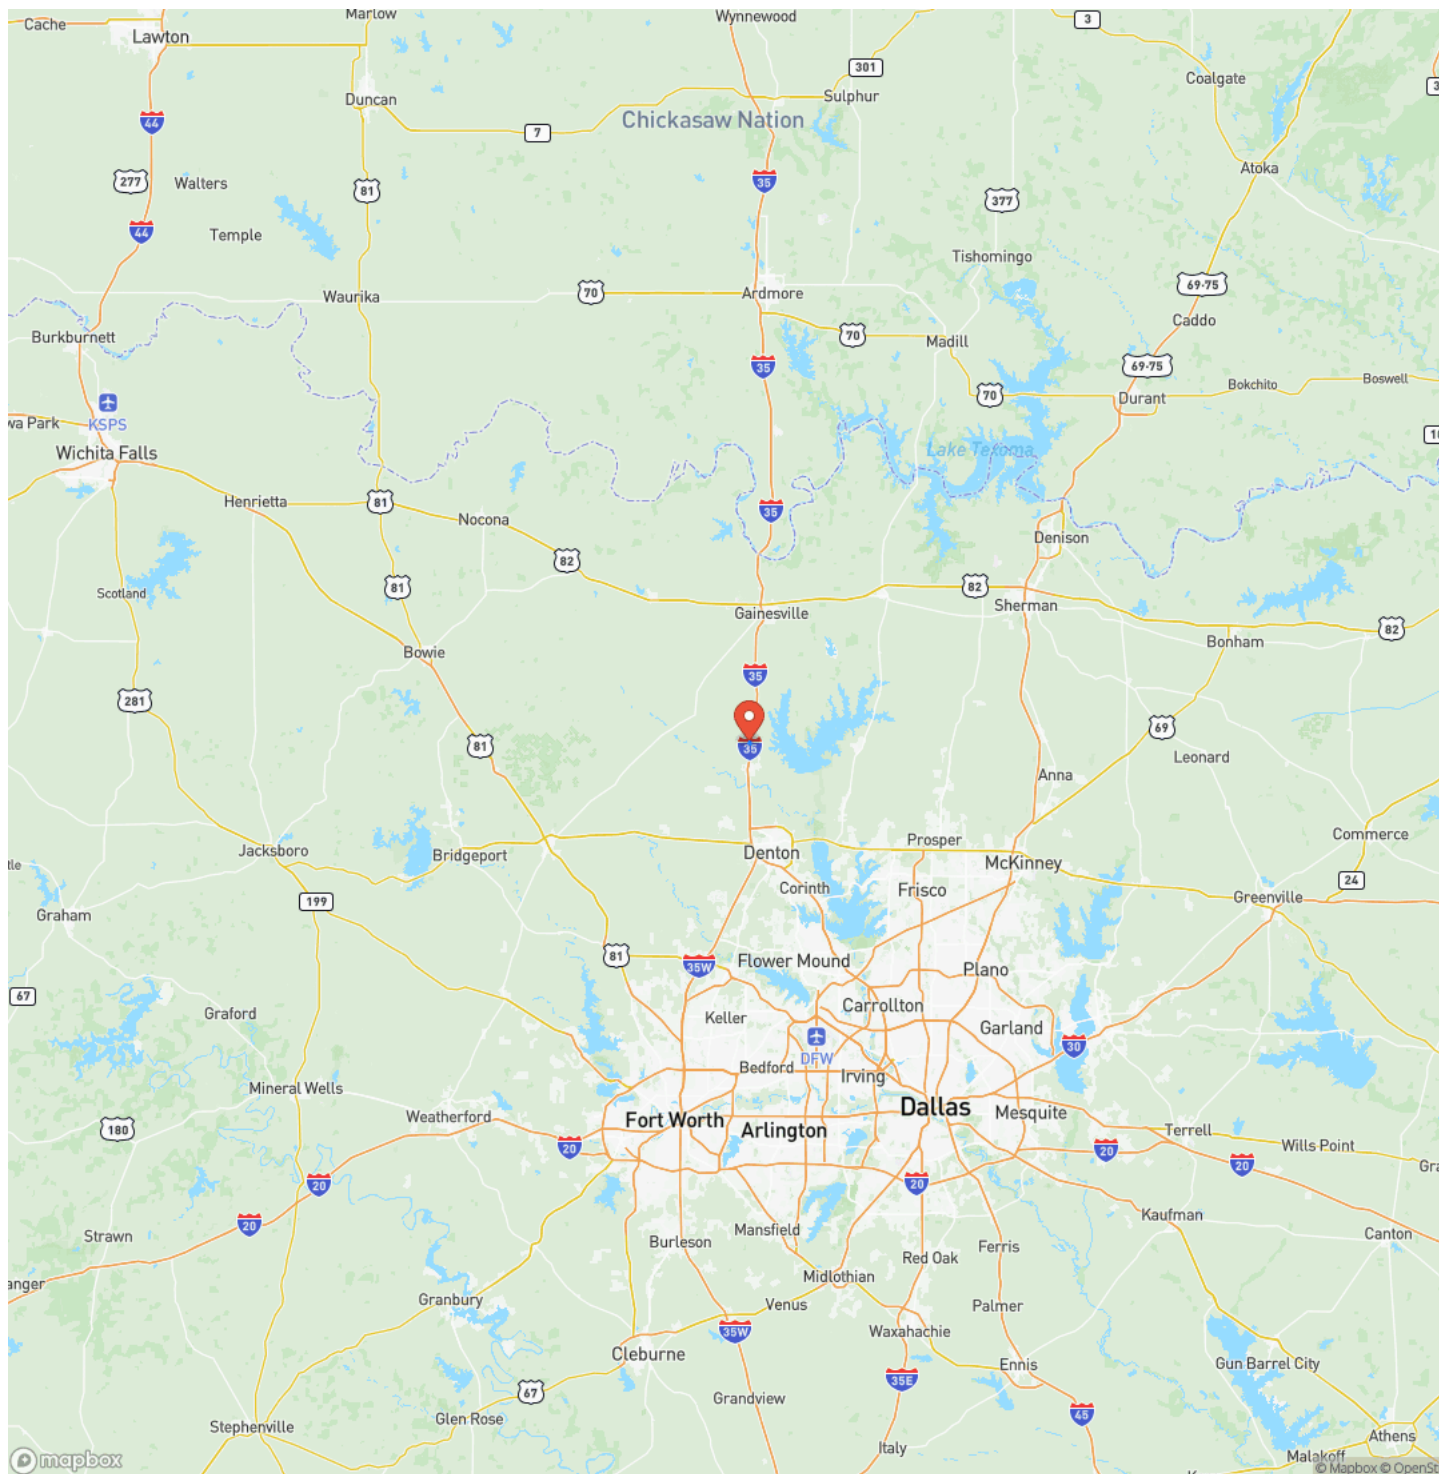 Cache
Marlow
Wynnewood
3
Lawton
301
Coalgate
3
Duncan
Sulphur
44
Chickasaw Nation
7
Atoka
277
Walters
81
35
377
44
Temple
Tishomingo
Waurika
70
Ardmore
69-75
Caddo
Burkburnett
70
Madill
35
69-75
Bokchito
Boswell
KSPS
70
Durant
wa Park
Wichita Falls
Lake Texoma
10
Henrietta
81
Nocona
35
Denison
82
Scotland
81
82
Sherman
Gainesville
82
Bonham
Bowie
35
281
69
81
35
Leonard
Anna
Commerce
Jacksboro
Bridgeport
Denton
Prosper
McKinney
tle
24
Corinth
Frisco
Greenville
199
Graham
81
35W
Flower Mound
Plano
67
Graford
Keller
Carrollton
Garland
30
DFW
Bedford
Irving
Mineral Wells
Weatherford
Fort Worth
Arlington
Dallas
Mesquite
180
Terrell
20
20
Wills Point
20
Gra
20
20
20
Strawn
Mansfield
Kaufman
Canton
Burleson
Red Oak
Ferris
anger
Midlothian
Granbury
Venus
Palmer
35W
Waxahachie
Cleburne
Ennis
Gun Barrel City
35E
67
Grandview
45
Stephenville
Glen Rose
Italy
Athens
Malakoff
mapbox
© Mapbox © OpenSt